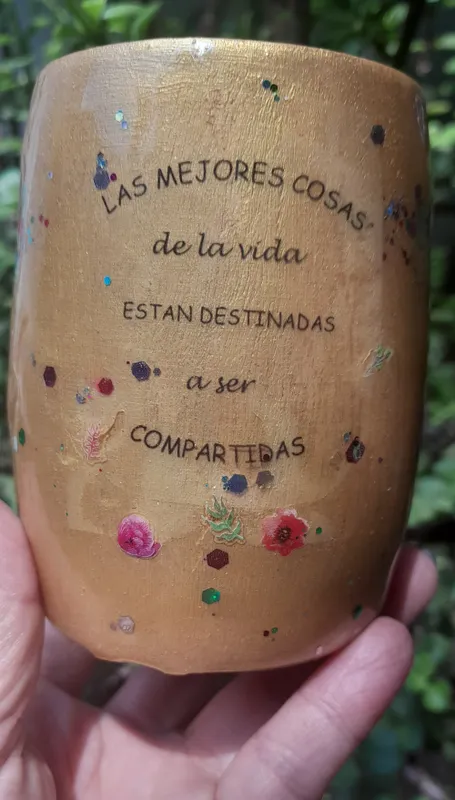 LAS MEJORES COSAS
de la vida
ESTAN DESTINADAS
a ser
COMPARTIDAS